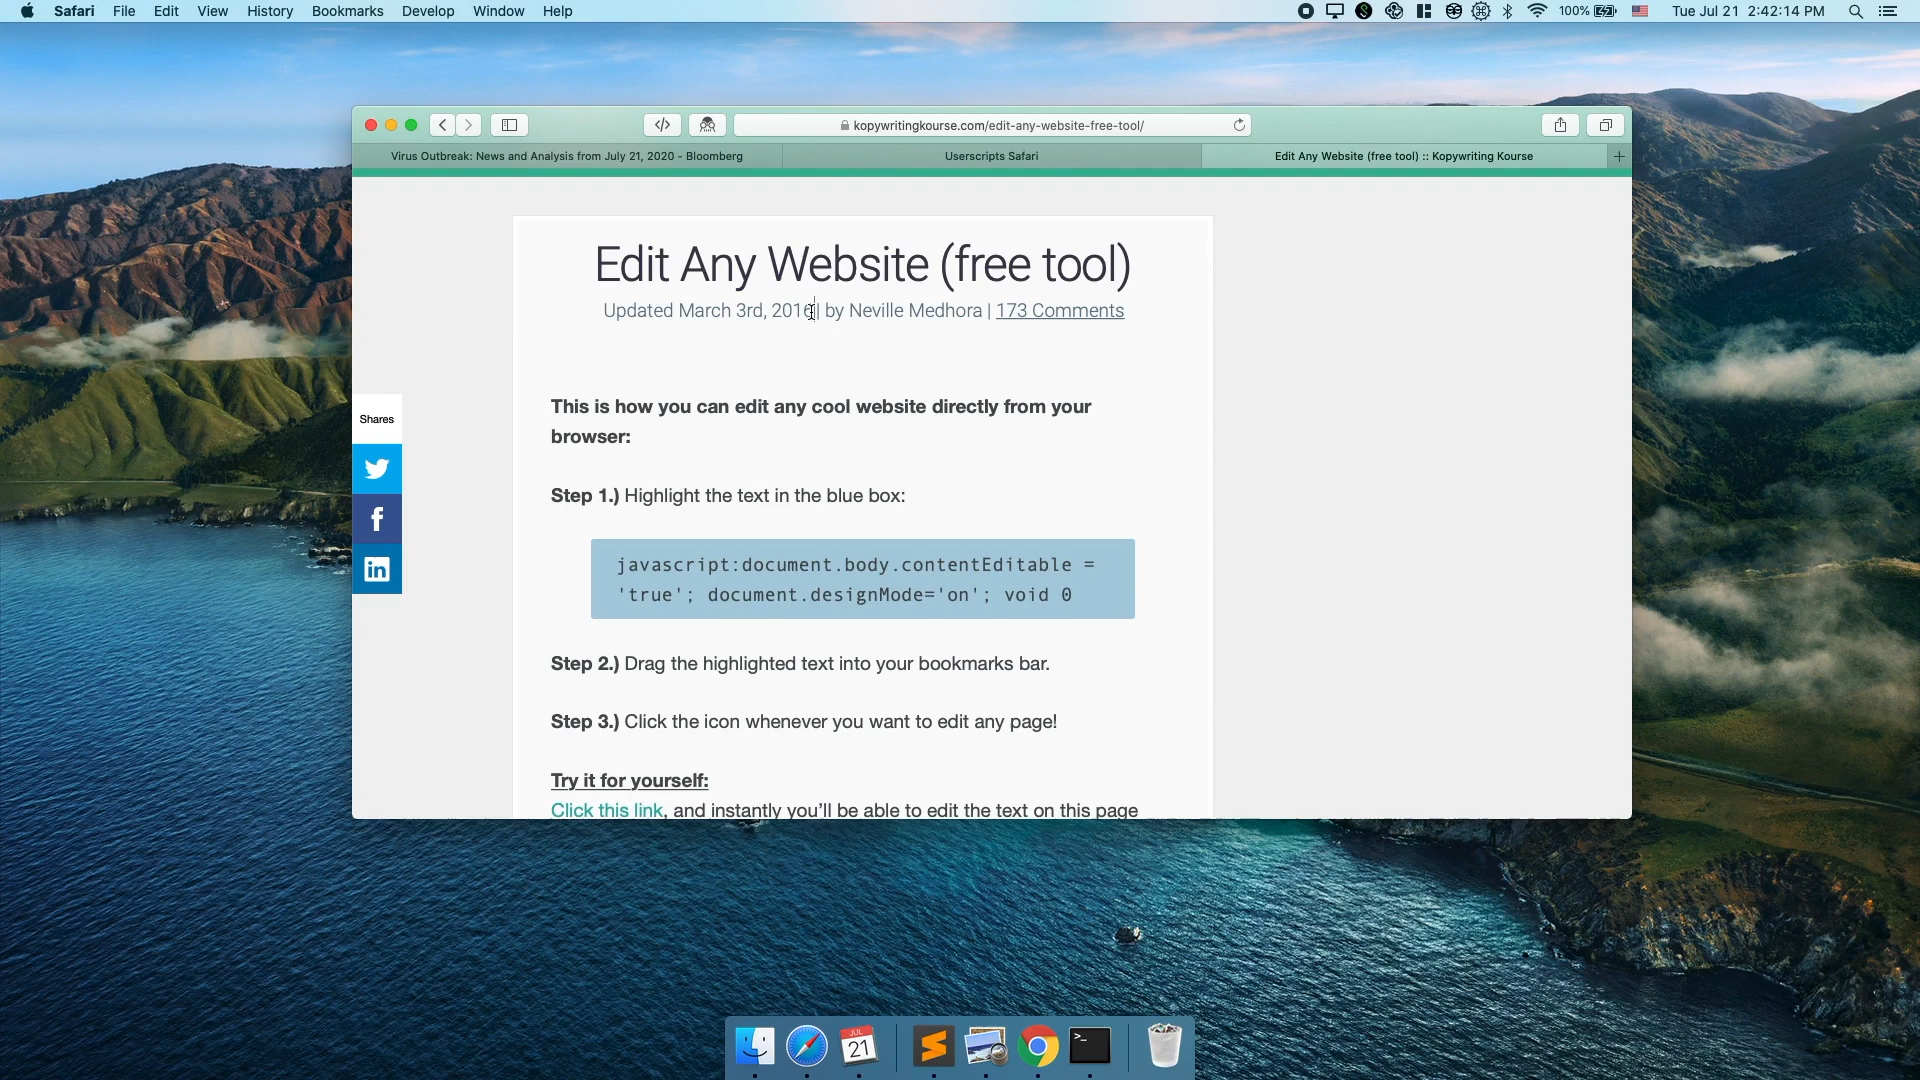 Safari File Edit View History Bookmarks Develop Window Help
100% Tue Jul 21 2:42:14 PM
kopywritingkourse.com/edit-any-website-free-tool/
Virus Outbreak: News and Analysis from July 21, 2020 - Bloomberg
Userscripts Safari
Edit Any Website (free tool) :: Kopywriting Kourse
Edit Any Website (free tool)
Updated March 3rd, 2016| by Neville Medhora | 173 Comments
This is how you can edit any cool website directly from your
browser:
Shares
Step 1.) Highlight the text in the blue box:
javascript:document.body.contentEditable =
'true'; document.designMode='on'; void 0
Step 2.) Drag the highlighted text into your bookmarks bar.
Step 3.) Click the icon whenever you want to edit any page!
Try it for yourself:
Click this link, and instantly you’ll be able to edit the text on this page
JUL
21